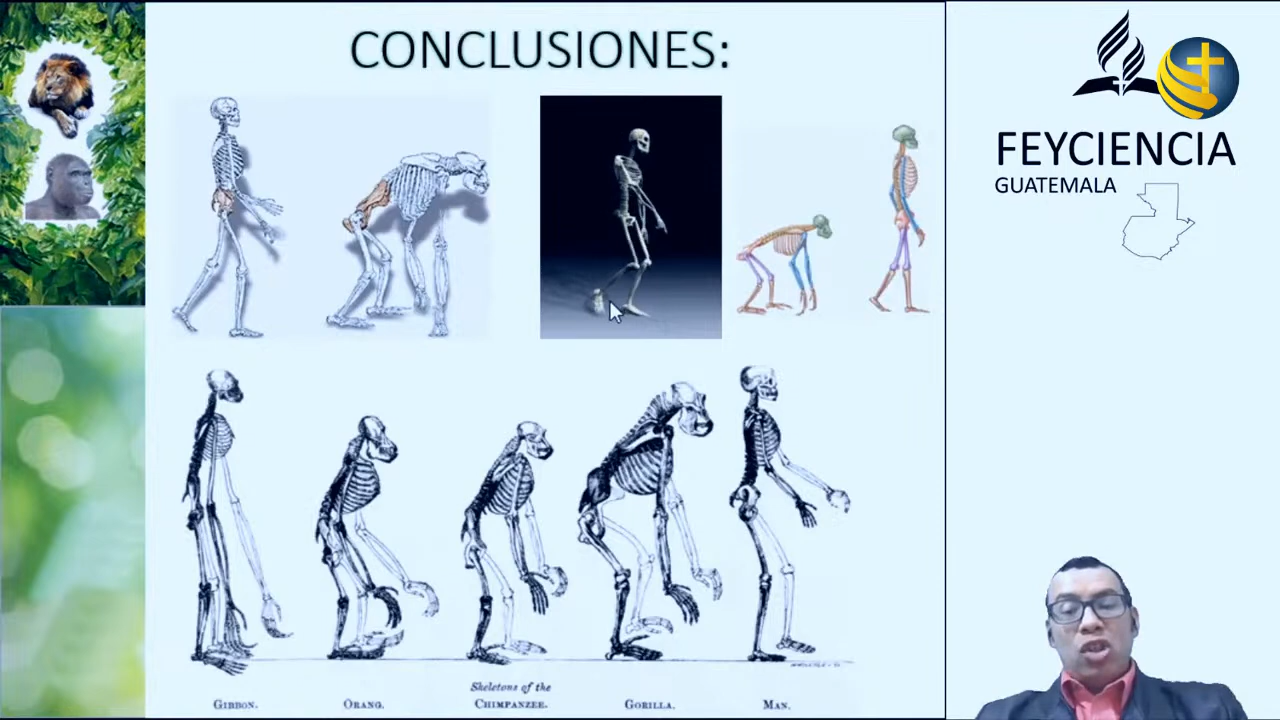 CONCLUSIONES:
FEYCIENCIA
GUATEMALA
Skeletons of the
GIBBON. ORANG. CHIMPANZEE. GORILLA. MAN.